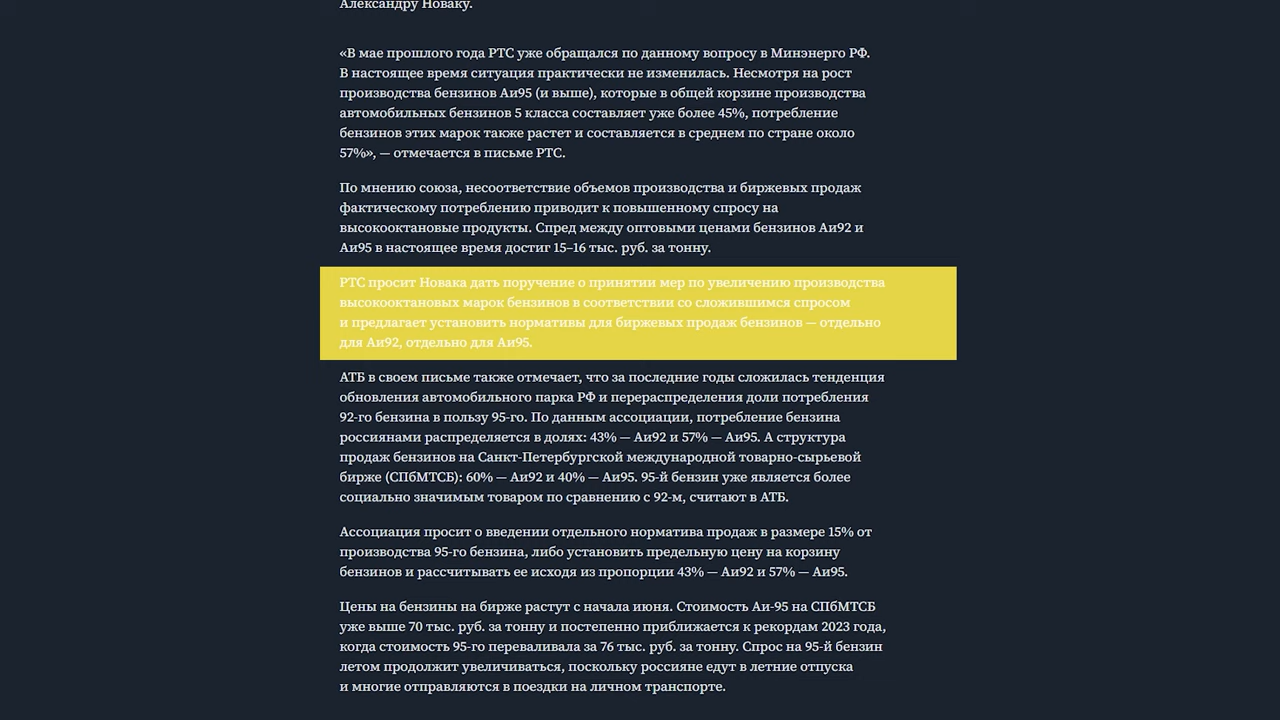 Александру Новаку.
«В мае прошлого года РТС уже обращался по данному вопросу в Минэнерго РФ.
В настоящее время ситуация практически не изменилась. Несмотря на рост
производства бензинов Аи95 (и выше), которые в общей корзине производства
автомобильных бензинов 5 класса составляет уже более 45%, потребление
бензинов этих марок также растет и составляется в среднем по стране около
57%», — отмечается в письме РТС.
По мнению союза, несоответствие объемов производства и биржевых продаж
фактическому потреблению приводит к повышенному спросу на
высокооктановые продукты. Спред между оптовыми ценами бензинов Аи92 и
Аи95 в настоящее время достиг 15–16 тыс. руб. за тонну.
РТС просит Новака дать поручение о принятии мер по увеличению производства
высокооктановых марок бензинов в соответствии со сложившимся спросом
и предлагает установить нормативы для биржевых продаж бензинов — отдельно
для Аи92, отдельно для Аи95.
АТБ в своем письме также отмечает, что за последние годы сложилась тенденция
обновления автомобильного парка РФ и перераспределения доли потребления
92-го бензина в пользу 95-го. По данным ассоциации, потребление бензина
россиянами распределяется в долях: 43% — Аи92 и 57% — Аи95. А структура
продаж бензинов на Санкт-Петербургской международной товарно-сырьевой
бирже (СПбМТСБ): 60% — Аи92 и 40% — Аи95. 95-й бензин уже является более
социально значимым товаром по сравнению с 92-м, считают в АТБ.
Ассоциация просит о введении отдельного норматива продаж в размере 15% от
производства 95-го бензина, либо установить предельную цену на корзину
бензинов и рассчитывать ее исходя из пропорции 43% — Аи92 и 57% — Аи95.
Цены на бензины на бирже растут с начала июня. Стоимость Аи-95 на СПбМТСБ
уже выше 70 тыс. руб. за тонну и постепенно приближается к рекордам 2023 года,
когда стоимость 95-го переваливала за 76 тыс. руб. за тонну. Спрос на 95-й бензин
летом продолжит увеличиваться, поскольку россияне едут в летние отпуска
и многие отправляются в поездки на личном транспорте.